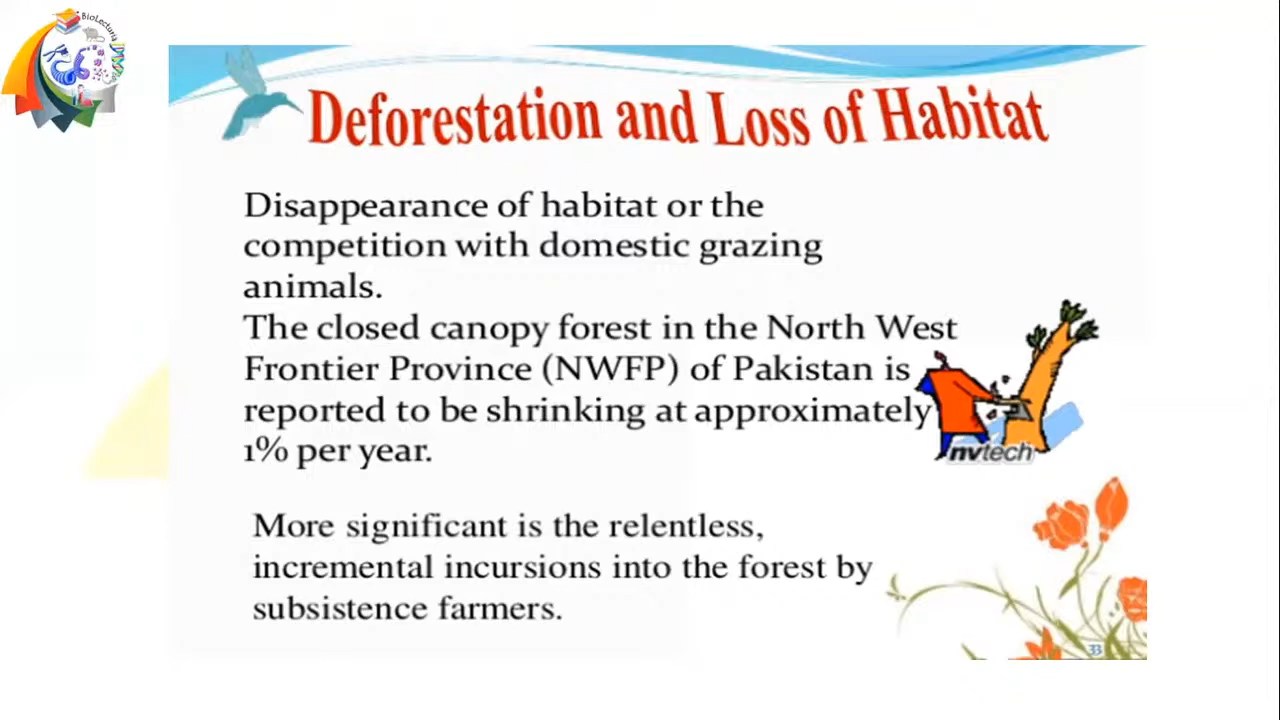 BioLecturia
Deforestation and Loss of Habitat
Disappearance of habitat or the
competition with domestic grazing
animals.
The closed canopy forest in the North West
Frontier Province (NWFP) of Pakistan is
reported to be shrinking at approximately
1% per year.
nvtech
More significant is the relentless,
incremental incursions into the forest by
subsistence farmers.
33